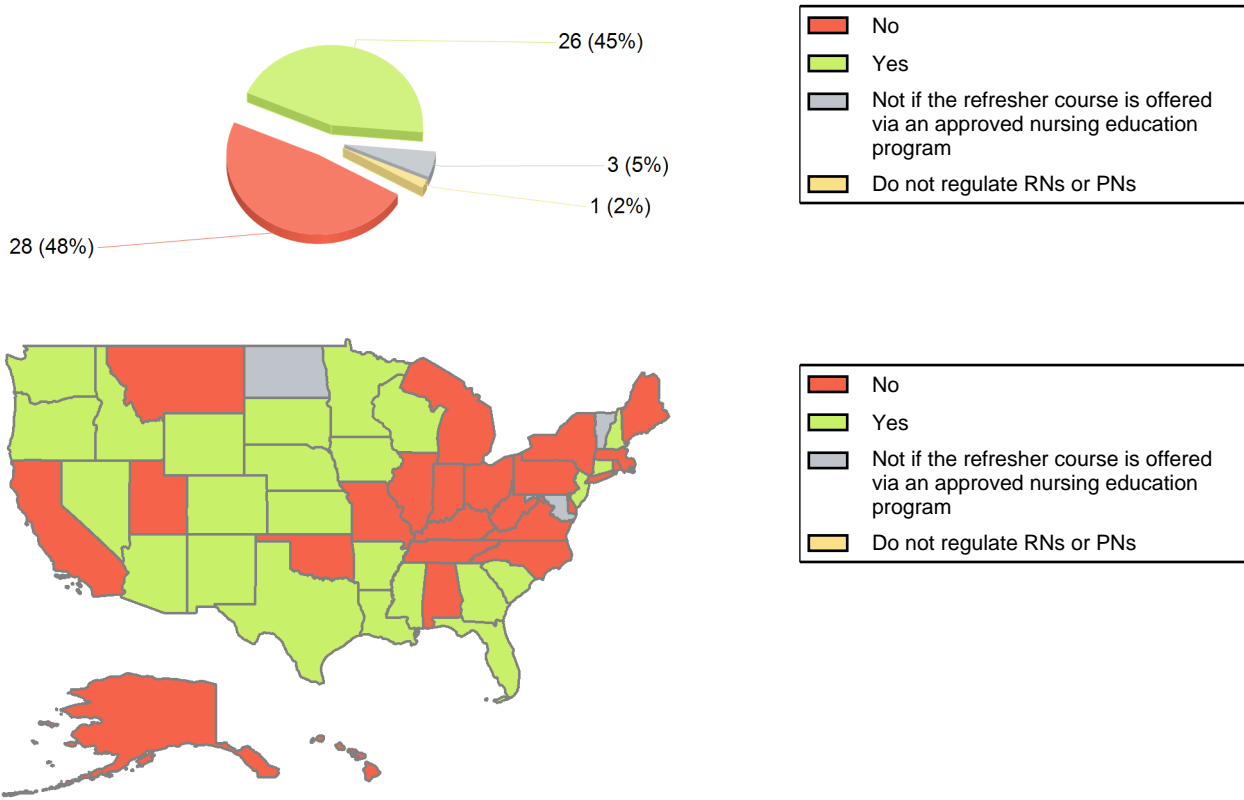 26 (45%)
3 (5%)
1 (2%)
28 (48%)
No
Yes
Not if the refresher course is offered
via an approved nursing education
program
Do not regulate RNs or PNs
No
Yes
Not if the refresher course is offered
via an approved nursing education
program
Do not regulate RNs or PNs